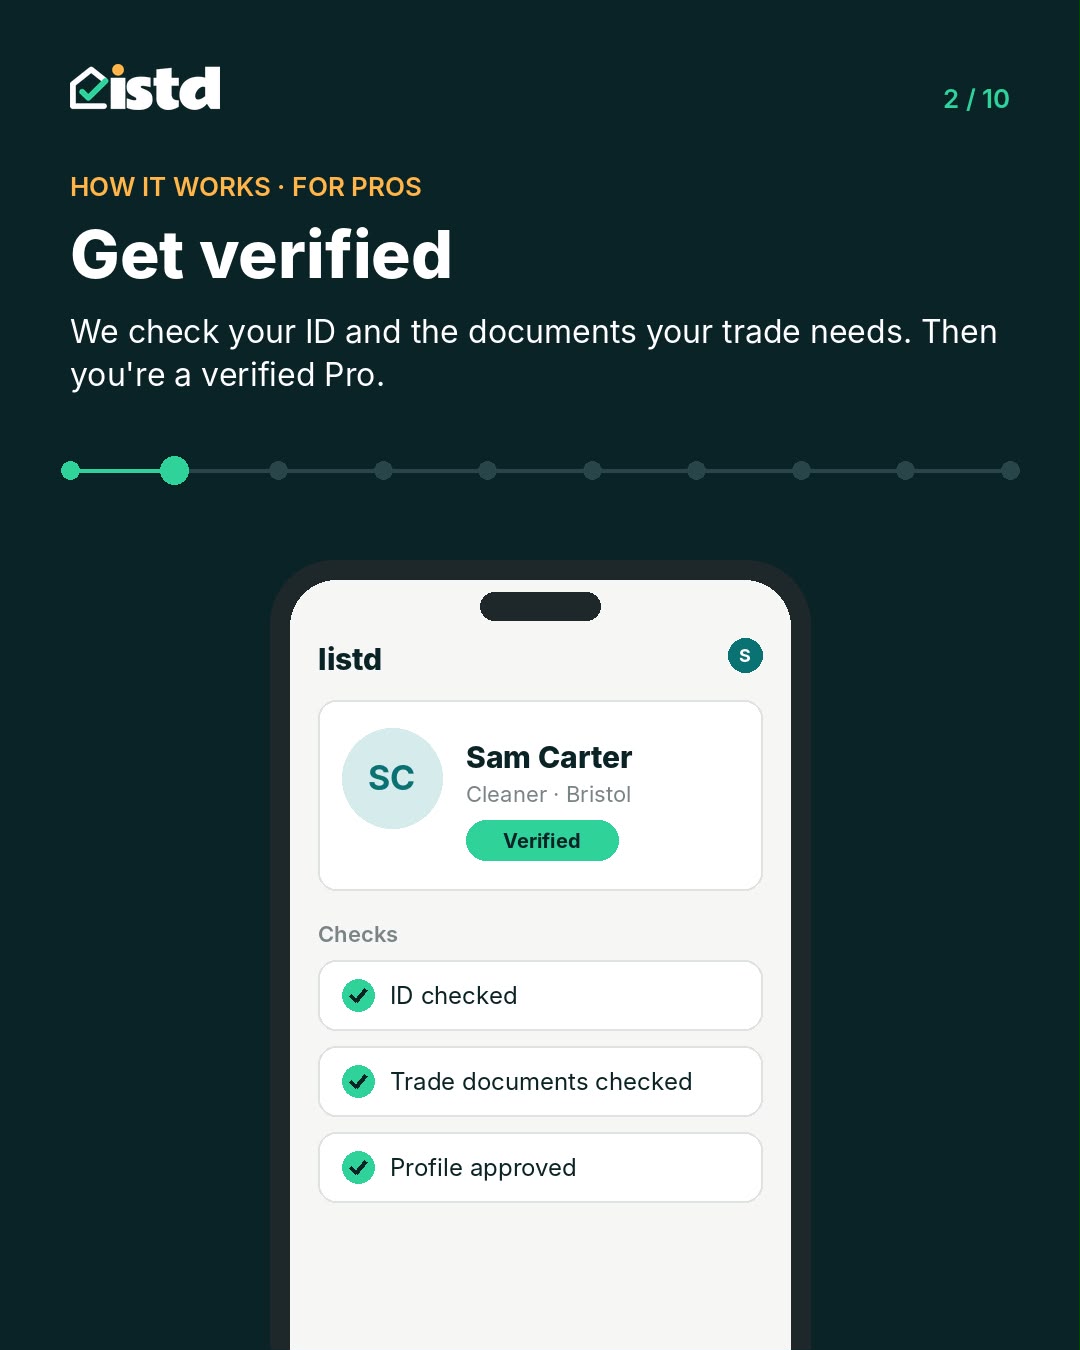 listd
2 / 10
HOW IT WORKS · FOR PROS
Get verified
We check your ID and the documents your trade needs. Then
you're a verified Pro.
listd
S
SC
Sam Carter
Cleaner · Bristol
Verified
Checks
ID checked
Trade documents checked
Profile approved